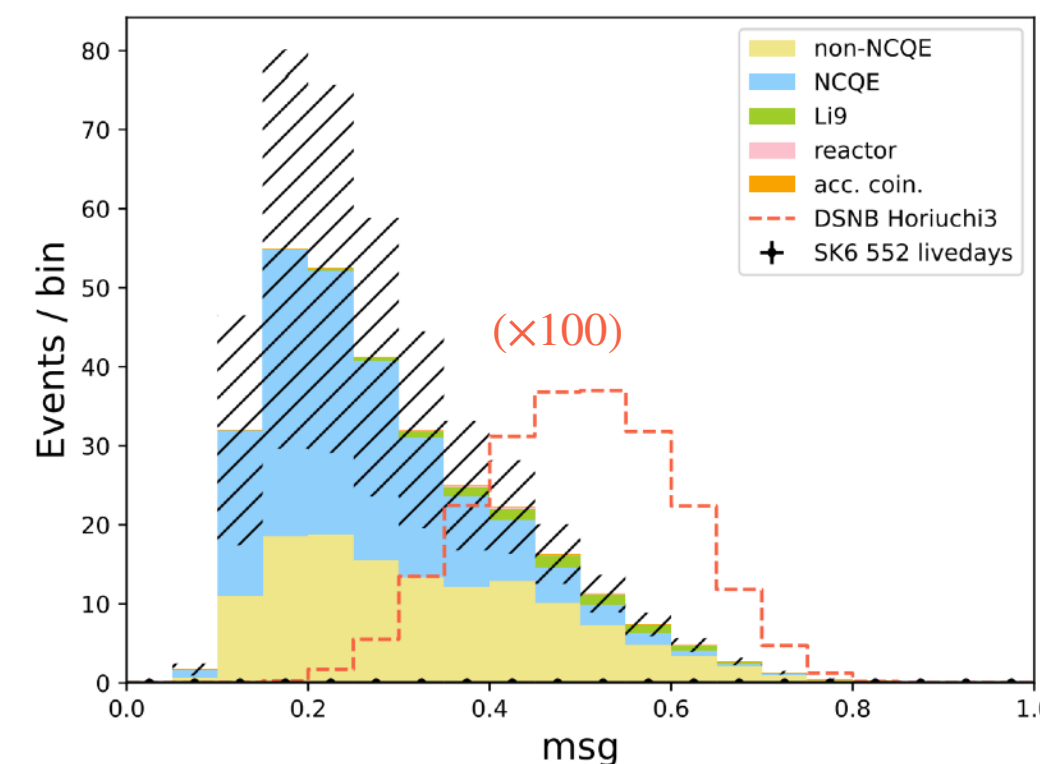 80
70
60
50
40
30
20
10
0
Events / bin
non-NCQE
NCQE
Li9
reactor
acc. coin.
DSNB Horiuchi3
SK6 552 livedays
(×100)
0.0 0.2 0.4 0.6 0.8 1.
msg